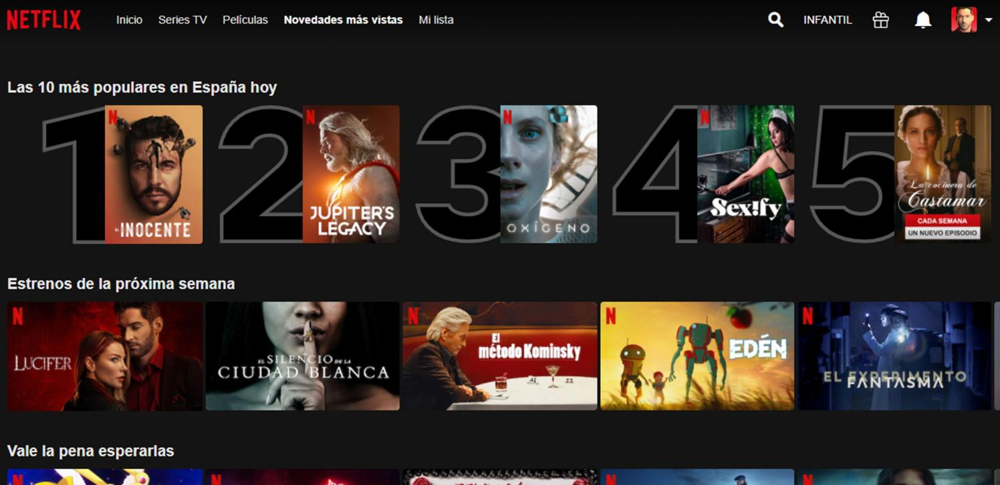 NETFLIX
Inicio Series TV Películas Novedades más vistas Mi lista INFANTIL
Las 10 más populares en España hoy
1 2 3 4 5
N N N N
EL INOCENTE
JUPITER'S
LEGACY
OXÍGENO
Sex!fy
La cocinera de
Castamar
CADA SEMANA
UN NUEVO EPISODIO
Estrenos de la próxima semana
N N N N
LUCIFER
EL SILENCIO DE LA
CIUDAD BLANCA
El
método Kominsky
EDÉN
EL EXPERIMENTO
FANTASMA
Vale la pena esperarlas
N N N N